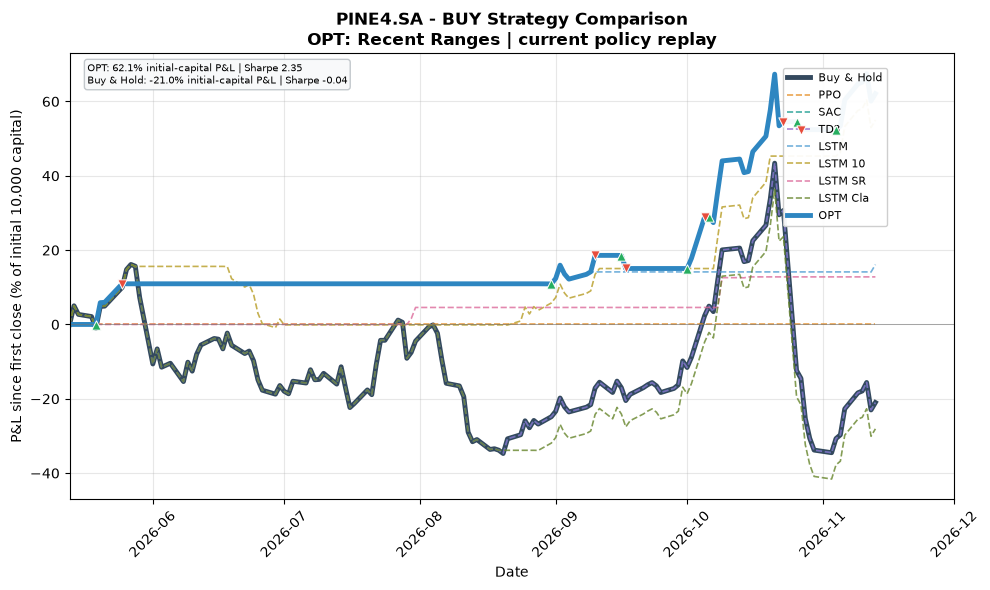 PINE4.SA - BUY Strategy Comparison
OPT: Recent Ranges | current policy replay
OPT: 62.1% initial-capital P&L | Sharpe 2.35
Buy & Hold: -21.0% initial-capital P&L | Sharpe -0.04
Buy & Hold
PPO
SAC
TD3
LSTM
LSTM 10
LSTM SR
LSTM Cla
OPT
P&L since first close (% of initial 10,000 capital)
60
40
20
0
−20
−40
2026-06
2026-07
2026-08
2026-09
2026-10
2026-11
2026-12
Date